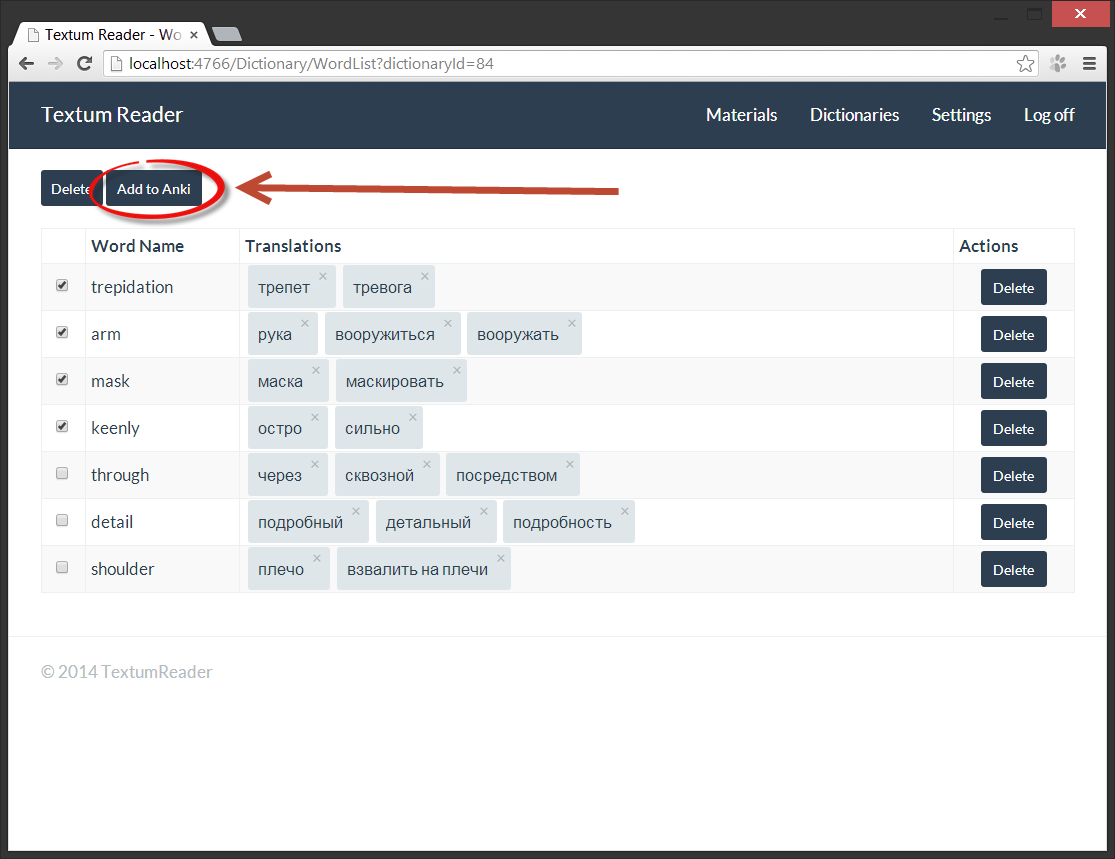 Textum Reader - Wo
localhost:4766/Dictionary/WordList?dictionaryId=84
Textum Reader Materials Dictionaries Settings Log off
Delete Add to Anki
Word Name Translations Actions
trepidation трепет × тревога × Delete
arm рука × вооружиться × вооружать × Delete
mask маска × маскировать × Delete
keenly остро × сильно × Delete
through через × сквозной × посредством × Delete
detail подробный × детальный × подробность × Delete
shoulder плечо × взвалить на плечи × Delete
© 2014 TextumReader